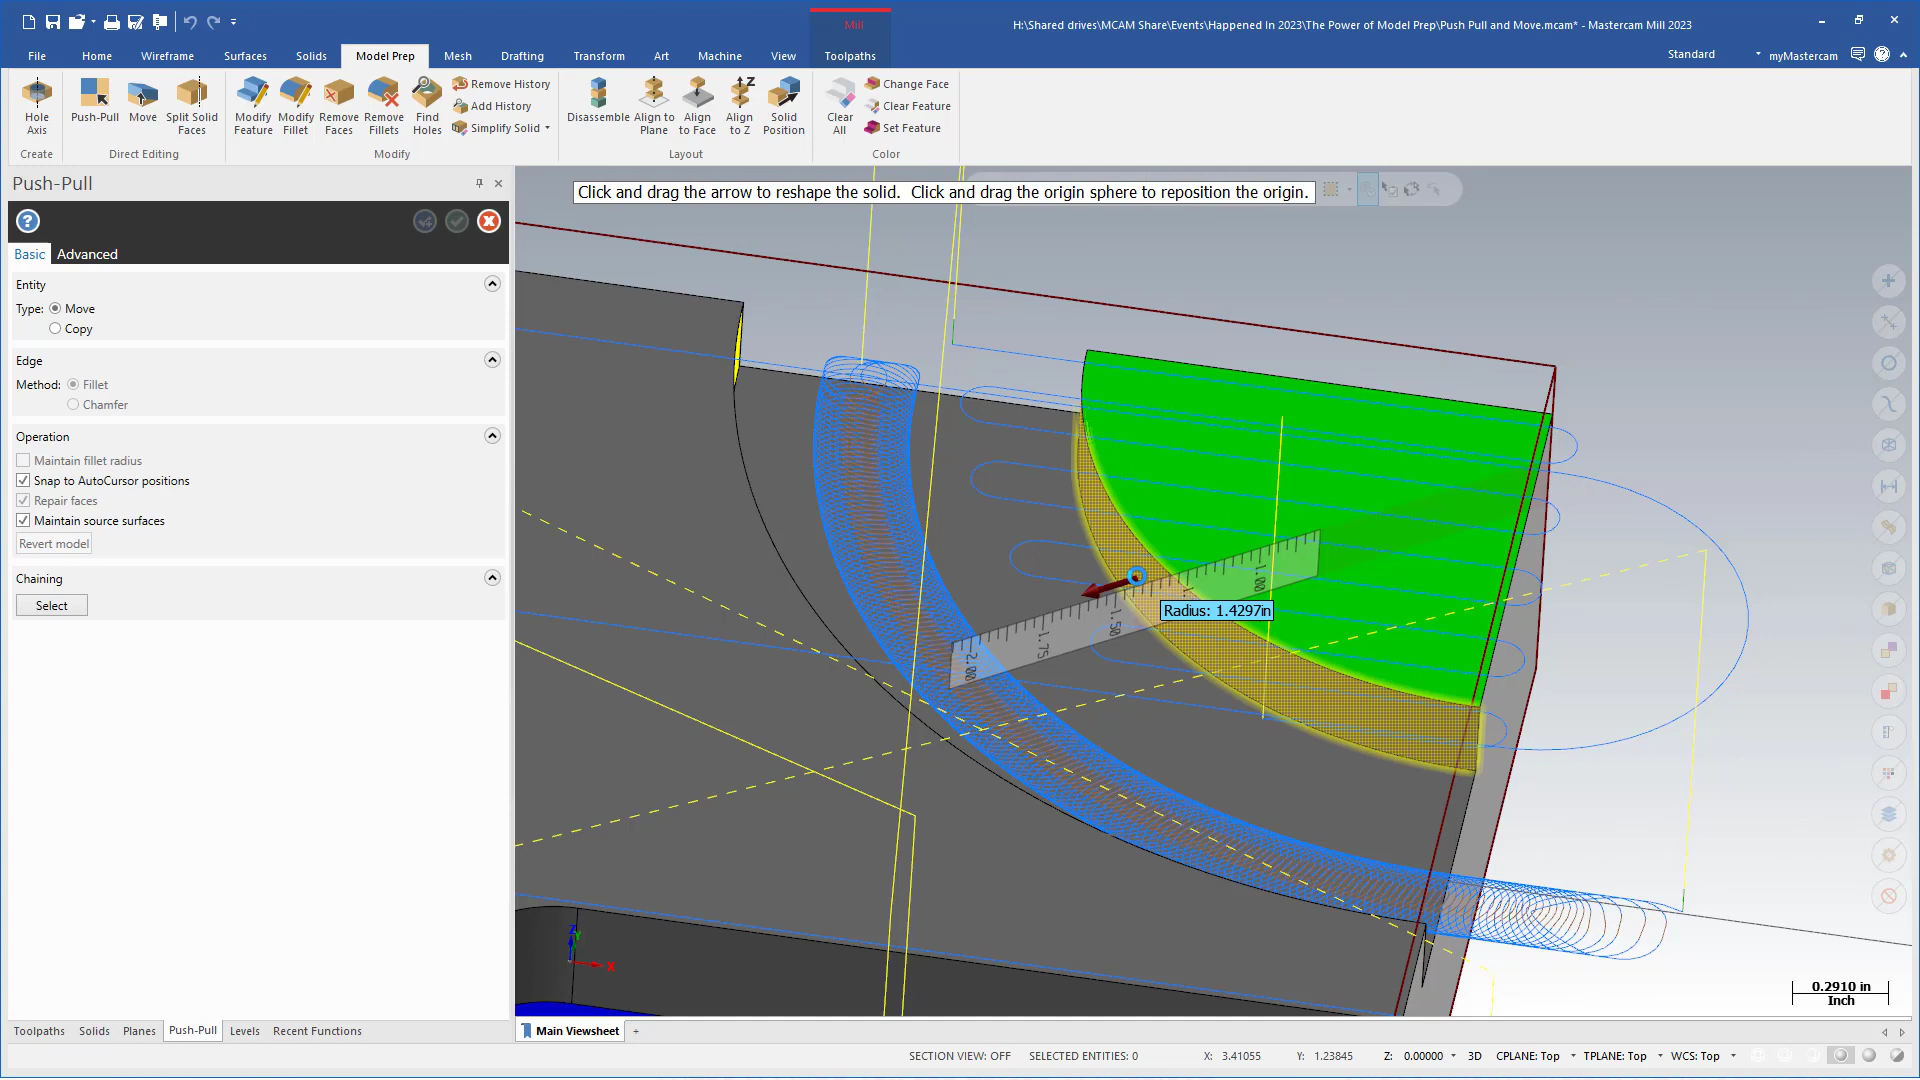 Mill
H:\Shared drives\MCAM Share\Events\Happened In 2023\The Power of Model Prep\Push Pull and Move.mcam* - Mastercam Mill 2023
File Home Wireframe Surfaces Solids Model Prep Mesh Drafting Transform Art Machine View Toolpaths
Standard myMastercam
Hole Axis
Push-Pull
Move
Split Solid Faces
Modify Feature
Modify Fillet
Remove Faces
Remove Fillets
Find Holes
Remove History
Add History
Simplify Solid
Disassemble
Align to Plane
Align to Face
Align to Z
Solid Position
Clear All
Change Face
Clear Feature
Set Feature
Create Direct Editing Modify Layout Color
Push-Pull
Click and drag the arrow to reshape the solid. Click and drag the origin sphere to reposition the origin.
Basic Advanced
Entity
Type: Move
Copy
Edge
Method: Fillet
Chamfer
Operation
Maintain fillet radius
Snap to AutoCursor positions
Repair faces
Maintain source surfaces
Revert model
Chaining
Select
1.00
Radius: 1.4297in
1.50
1.75
2.00
Z
Y
X
0.2910 in
Inch
Toolpaths Solids Planes Push-Pull Levels Recent Functions
Main Viewsheet +
SECTION VIEW: OFF SELECTED ENTITIES: 0 X: 3.41055 Y: 1.23845 Z: 0.00000 3D CPLANE: Top TPLANE: Top WCS: Top